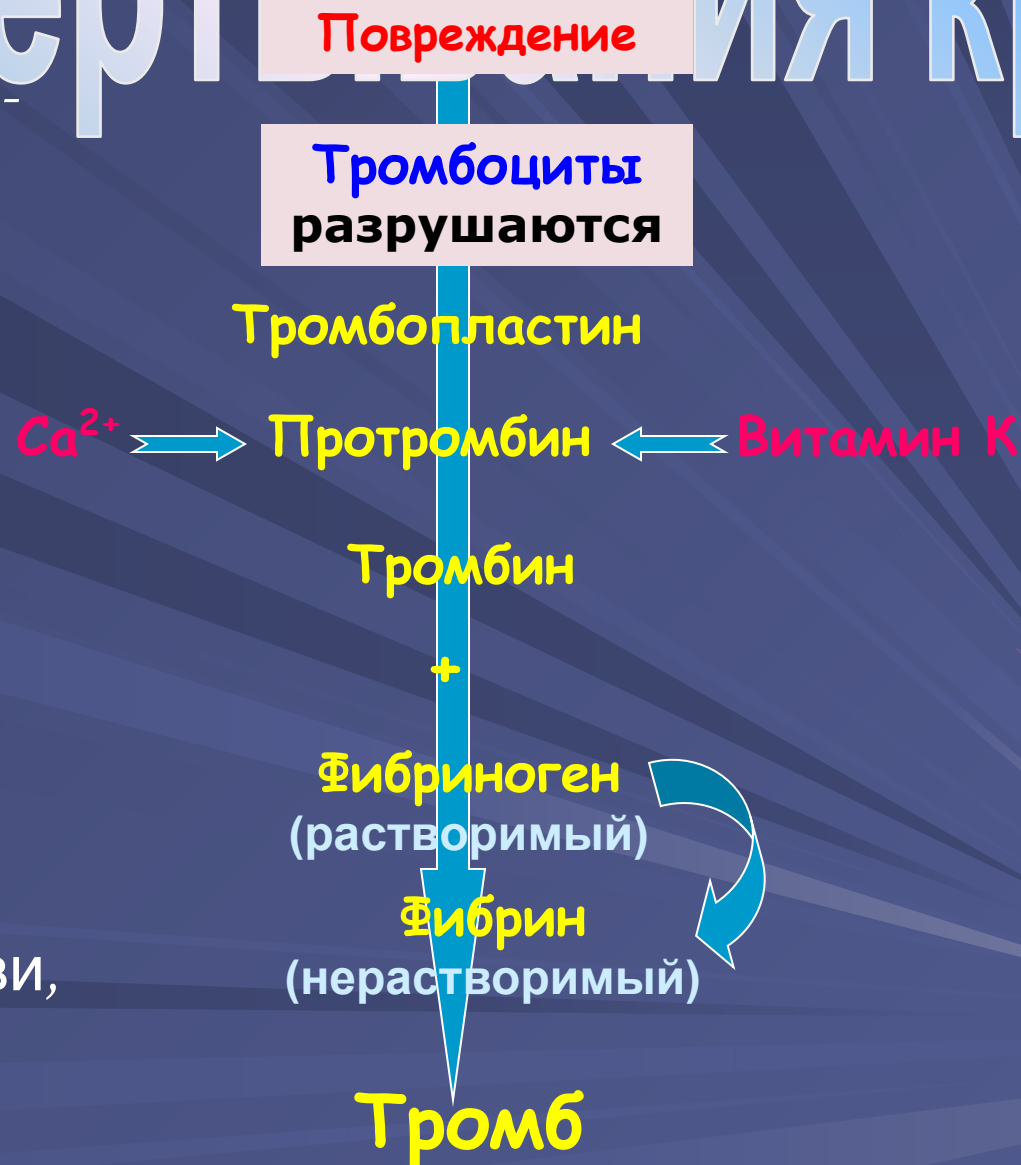 Повреждение
Тромбоциты
разрушаются
Тромбопластин
Ca²⁺ Протромбин Витамин К
Тромбин
+
Фибриноген
(растворимый)
Фибрин
(нерастворимый)
Тромб